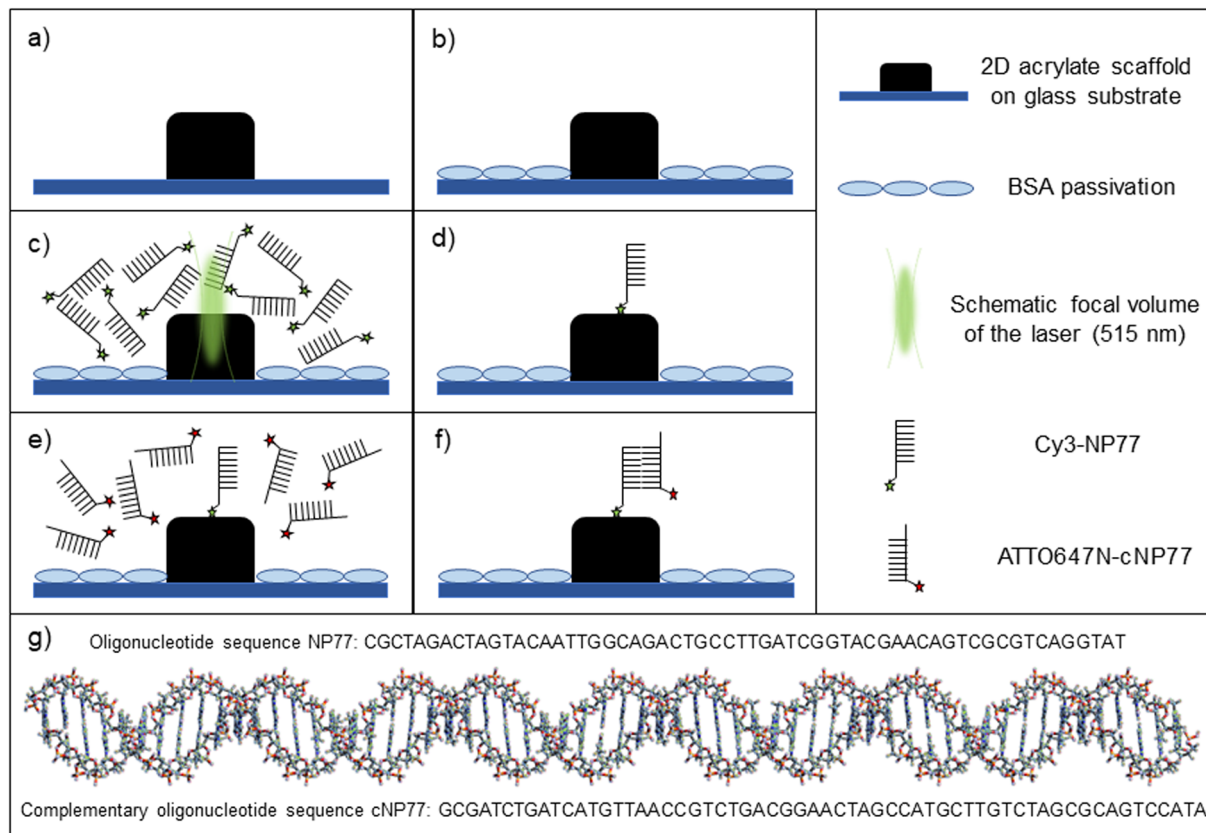 a)
b)
2D acrylate scaffold
on glass substrate
BSA passivation
c)
d)
Schematic focal volume
of the laser (515 nm)
e)
f)
Cy3-NP77
ATTO647N-cNP77
g)
Oligonucleotide sequence NP77: CGCTAGACTAGTACAATTGGCAGACTGCCTTGATCGGTACGAACAGTCGCGTCAGGTAT
Complementary oligonucleotide sequence cNP77: GCGATCTGATCATGTTAACCGTCTGACGGAACTAGCCATGCTTGTCTAGCGCAGTCCATA